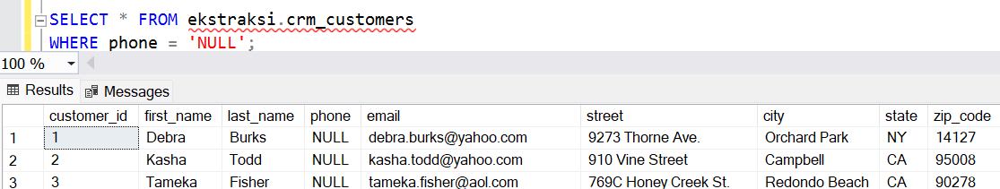 SELECT * FROM ekstraksi.crm_customers
WHERE phone = 'NULL';
100 %
Results Messages
customer_id first_name last_name phone email street city state zip_code
1 1 Debra Burks NULL debra.burks@yahoo.com 9273 Thorne Ave. Orchard Park NY 14127
2 2 Kasha Todd NULL kasha.todd@yahoo.com 910 Vine Street Campbell CA 95008
3 3 Tameka Fisher NULL tameka.fisher@aol.com 769C Honey Creek St. Redondo Beach CA 90278